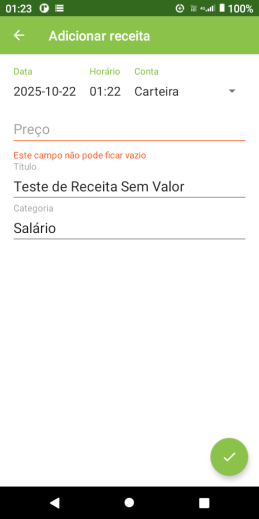 01:23 100%
Adicionar receita
Data Horário Conta
2025-10-22 01:22 Carteira
Preço
Este campo não pode ficar vazio
Título
Teste de Receita Sem Valor
Categoria
Salário